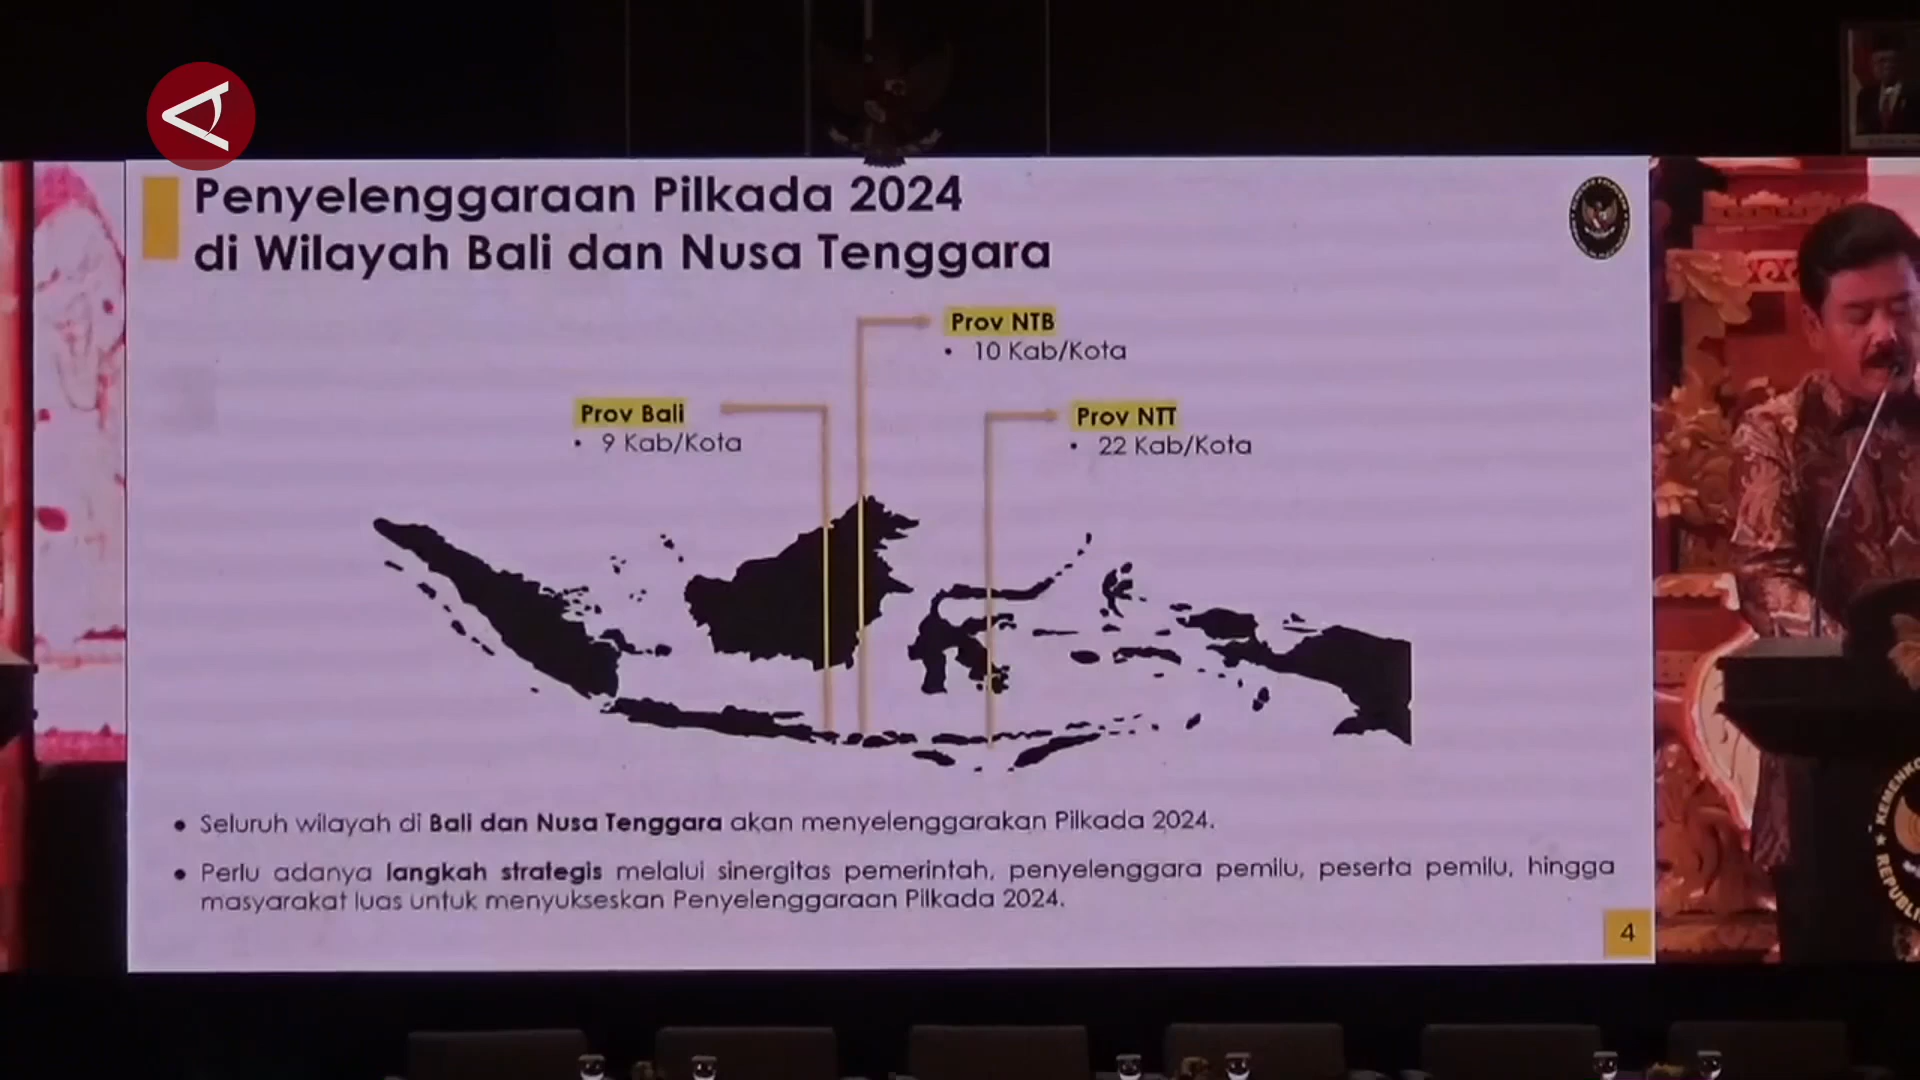 Penyelenggaraan Pilkada 2024
di Wilayah Bali dan Nusa Tenggara
Prov NTB
• 10 Kab/Kota
Prov Bali
• 9 Kab/Kota
Prov NTT
• 22 Kab/Kota
• Seluruh wilayah di Bali dan Nusa Tenggara akan menyelenggarakan Pilkada 2024.
• Perlu adanya langkah strategis melalui sinergitas pemerintah, penyelenggara pemilu, peserta pemilu, hingga
masyarakat luas untuk menyukseskan Penyelenggaraan Pilkada 2024.
4